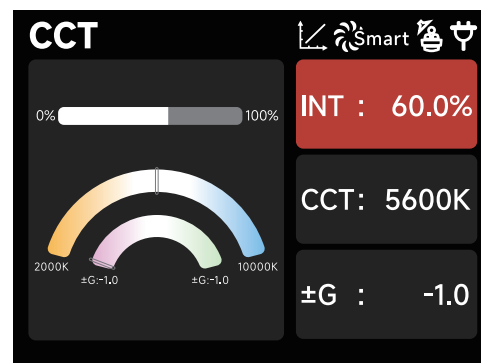 CCT
Smart
0%
100%
2000K
10000K
±G:-1.0
±G:-1.0
INT : 60.0%
CCT: 5600K
±G : -1.0